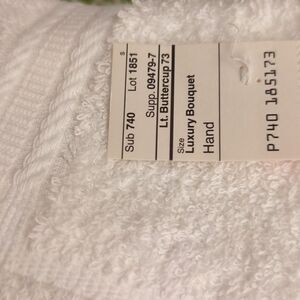 s
Sub 740 Lot 1851
Supp. 09479-7
Lt. Buttercup 73
Size
Luxury Bouquet
Hand
P740 185173